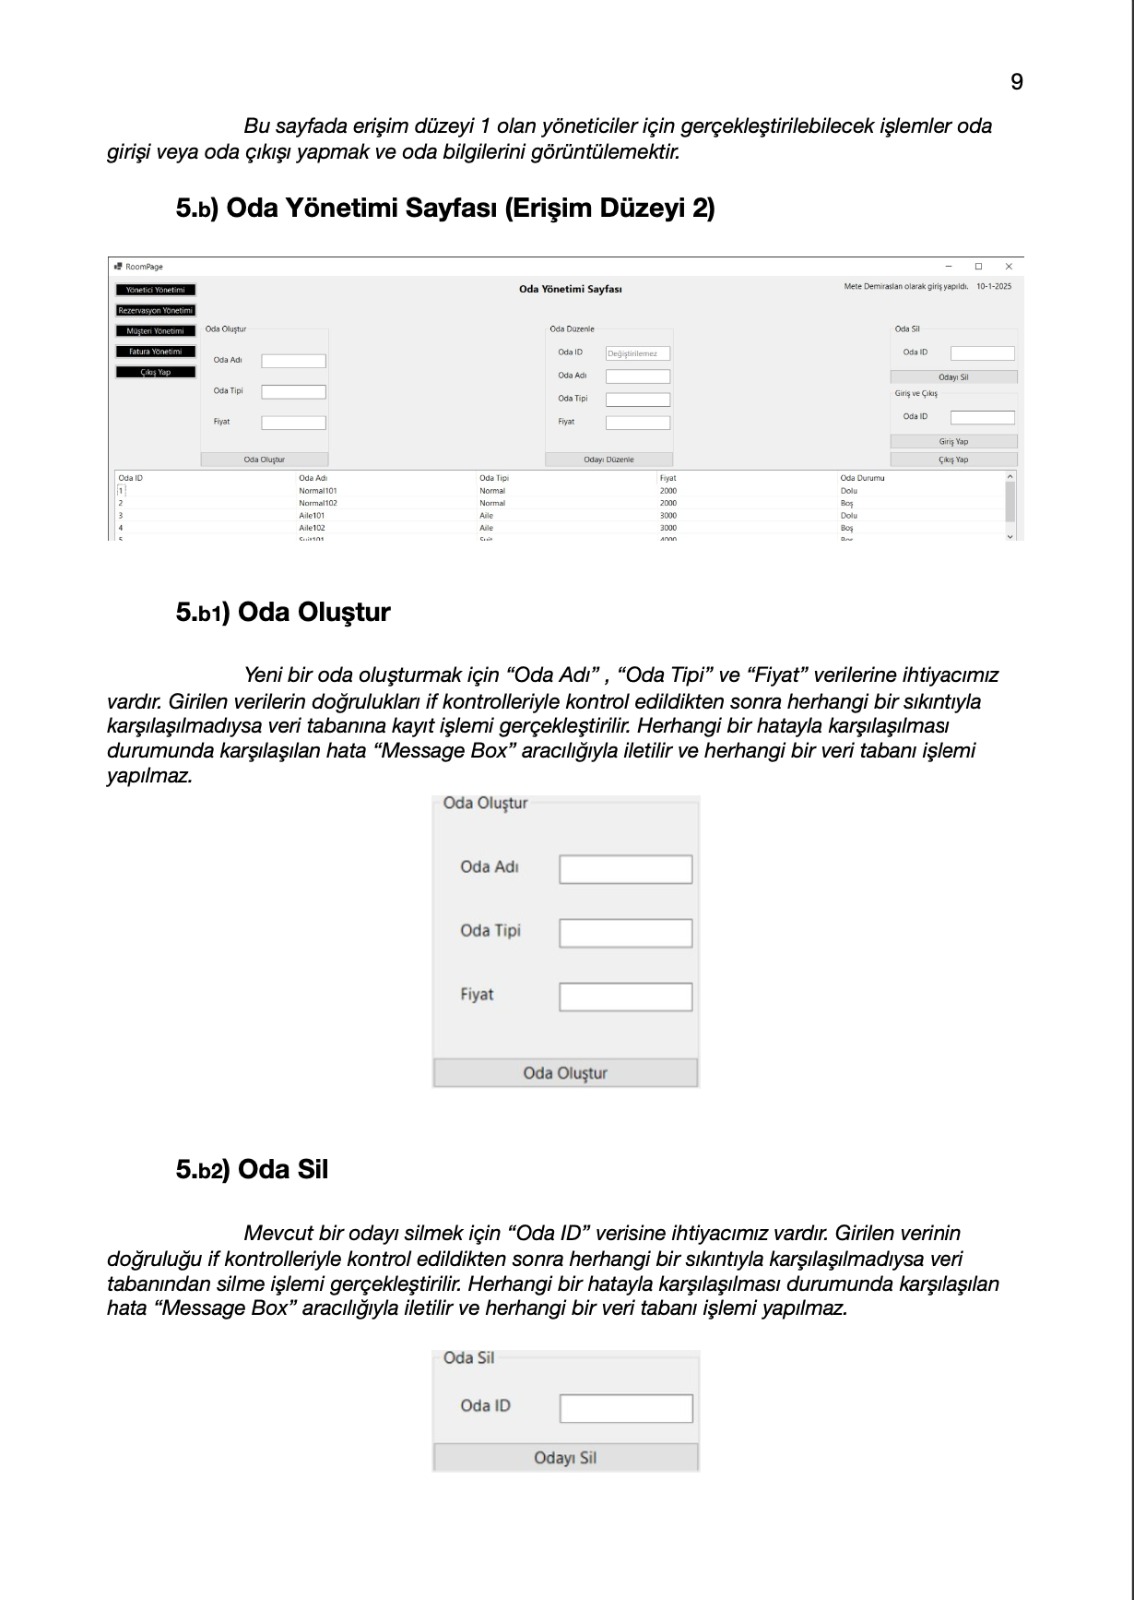 9
Bu sayfada erişim düzeyi 1 olan yöneticiler için gerçekleştirilebilecek işlemler oda
girişi veya oda çıkışı yapmak ve oda bilgilerini görüntülemektir.
5.b) Oda Yönetimi Sayfası (Erişim Düzeyi 2)
RoomPage
Yönetici Yönetimi
Rezervasyon Yönetimi
Müşteri Yönetimi
Fatura Yönetimi
Çıkış Yap
Oda Yönetimi Sayfası
Mete Demiraslan olarak giriş yapıldı. 10-1-2025
Oda Oluştur
Oda Adı
Oda Tipi
Fiyat
Oda Oluştur
Oda Düzenle
Oda ID Değiştirilemez
Oda Adı
Oda Tipi
Fiyat
Odayı Düzenle
Oda Sil
Oda ID
Odayı Sil
Giriş ve Çıkış
Oda ID
Giriş Yap
Çıkış Yap
Oda ID Oda Adı Oda Tipi Fiyat Oda Durumu
1 Normal101 Normal 2000 Dolu
2 Normal102 Normal 2000 Boş
3 Aile101 Aile 3000 Dolu
4 Aile102 Aile 3000 Boş
5 Suit101 Suit 4000 Boş
5.b1) Oda Oluştur
Yeni bir oda oluşturmak için “Oda Adı” , “Oda Tipi” ve “Fiyat” verilerine ihtiyacımız
vardır. Girilen verilerin doğrulukları if kontrolleriyle kontrol edildikten sonra herhangi bir sıkıntıyla
karşılaşılmadıysa veri tabanına kayıt işlemi gerçekleştirilir. Herhangi bir hatayla karşılaşılması
durumunda karşılaşılan hata “Message Box” aracılığıyla iletilir ve herhangi bir veri tabanı işlemi
yapılmaz.
Oda Oluştur
Oda Adı
Oda Tipi
Fiyat
Oda Oluştur
5.b2) Oda Sil
Mevcut bir odayı silmek için “Oda ID” verisine ihtiyacımız vardır. Girilen verinin
doğruluğu if kontrolleriyle kontrol edildikten sonra herhangi bir sıkıntıyla karşılaşılmadıysa veri
tabanından silme işlemi gerçekleştirilir. Herhangi bir hatayla karşılaşılması durumunda karşılaşılan
hata “Message Box” aracılığıyla iletilir ve herhangi bir veri tabanı işlemi yapılmaz.
Oda Sil
Oda ID
Odayı Sil